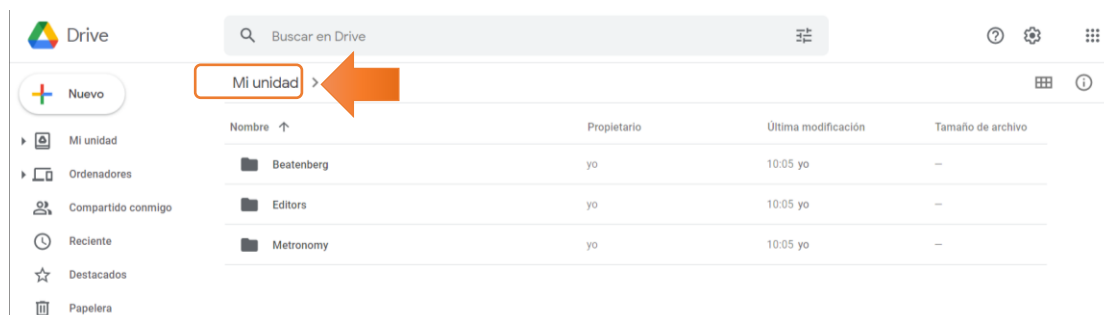 Drive
Buscar en Drive
Nuevo
Mi unidad
Nombre Propietario Última modificación Tamaño de archivo
Mi unidad
Beatenberg yo 10:05 yo –
Ordenadores
Editors yo 10:05 yo –
Compartido conmigo
Reciente
Metronomy yo 10:05 yo –
Destacados
Papelera